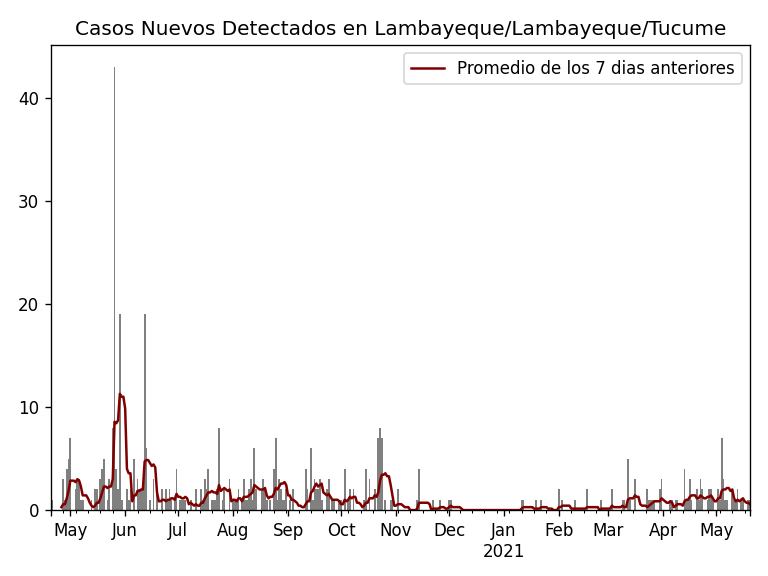 Casos Nuevos Detectados en Lambayeque/Lambayeque/Tucume
Promedio de los 7 dias anteriores
40
30
20
10
0
May Jun Jul Aug Sep Oct Nov Dec Jan Feb Mar Apr May
2021